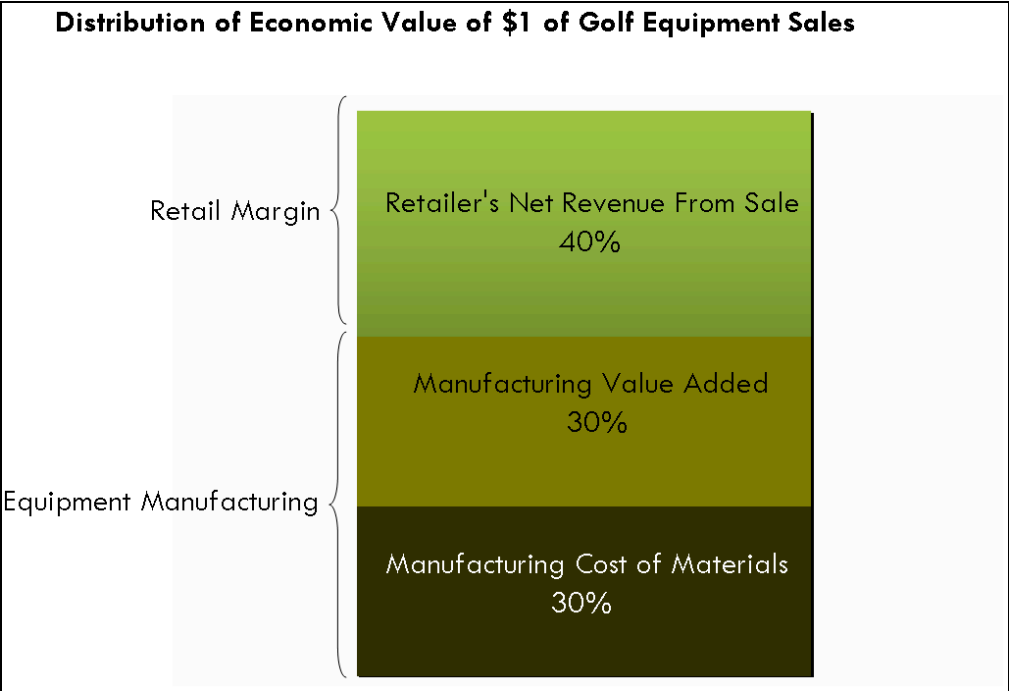 Distribution of Economic Value of $1 of Golf Equipment Sales
Retail Margin
Retailer's Net Revenue From Sale
40%
Manufacturing Value Added
30%
Equipment Manufacturing
Manufacturing Cost of Materials
30%